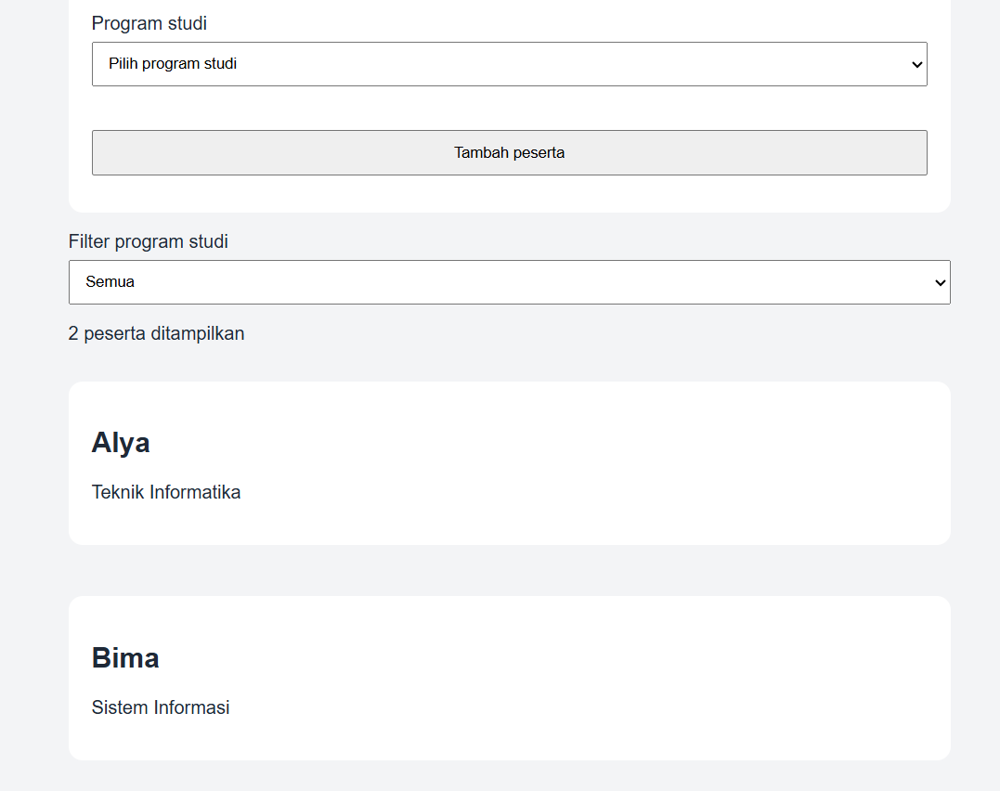 Program studi
Pilih program studi
Tambah peserta
Filter program studi
Semua
2 peserta ditampilkan
Alya
Teknik Informatika
Bima
Sistem Informasi